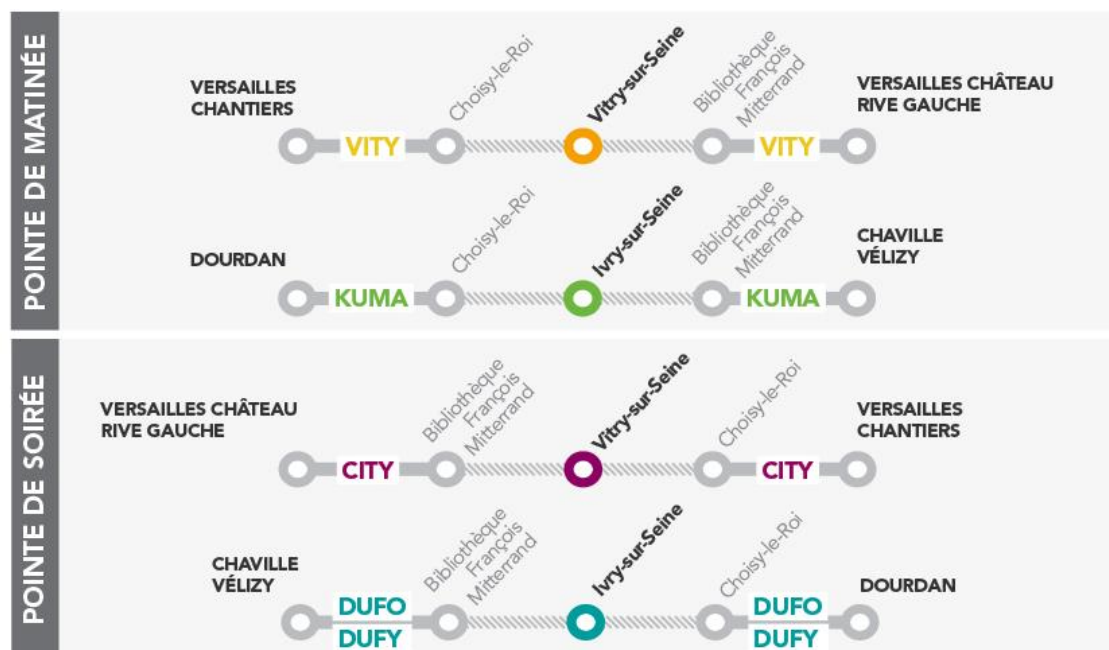 POINTE DE MATINÉE
VERSAILLES
CHANTIERS
VITY
Choisy-le-Roi
Vitry-sur-Seine
Bibliothèque
François
Mitterrand
VITY
VERSAILLES CHÂTEAU
RIVE GAUCHE
DOURDAN
KUMA
Choisy-le-Roi
Ivry-sur-Seine
Bibliothèque
François
Mitterrand
KUMA
CHAVILLE
VÉLIZY
POINTE DE SOIRÉE
VERSAILLES CHÂTEAU
RIVE GAUCHE
CITY
Bibliothèque
François
Mitterrand
Vitry-sur-Seine
Choisy-le-Roi
CITY
VERSAILLES
CHANTIERS
CHAVILLE
VÉLIZY
DUFO
DUFY
Bibliothèque
François
Mitterrand
Ivry-sur-Seine
Choisy-le-Roi
DUFO
DUFY
DOURDAN